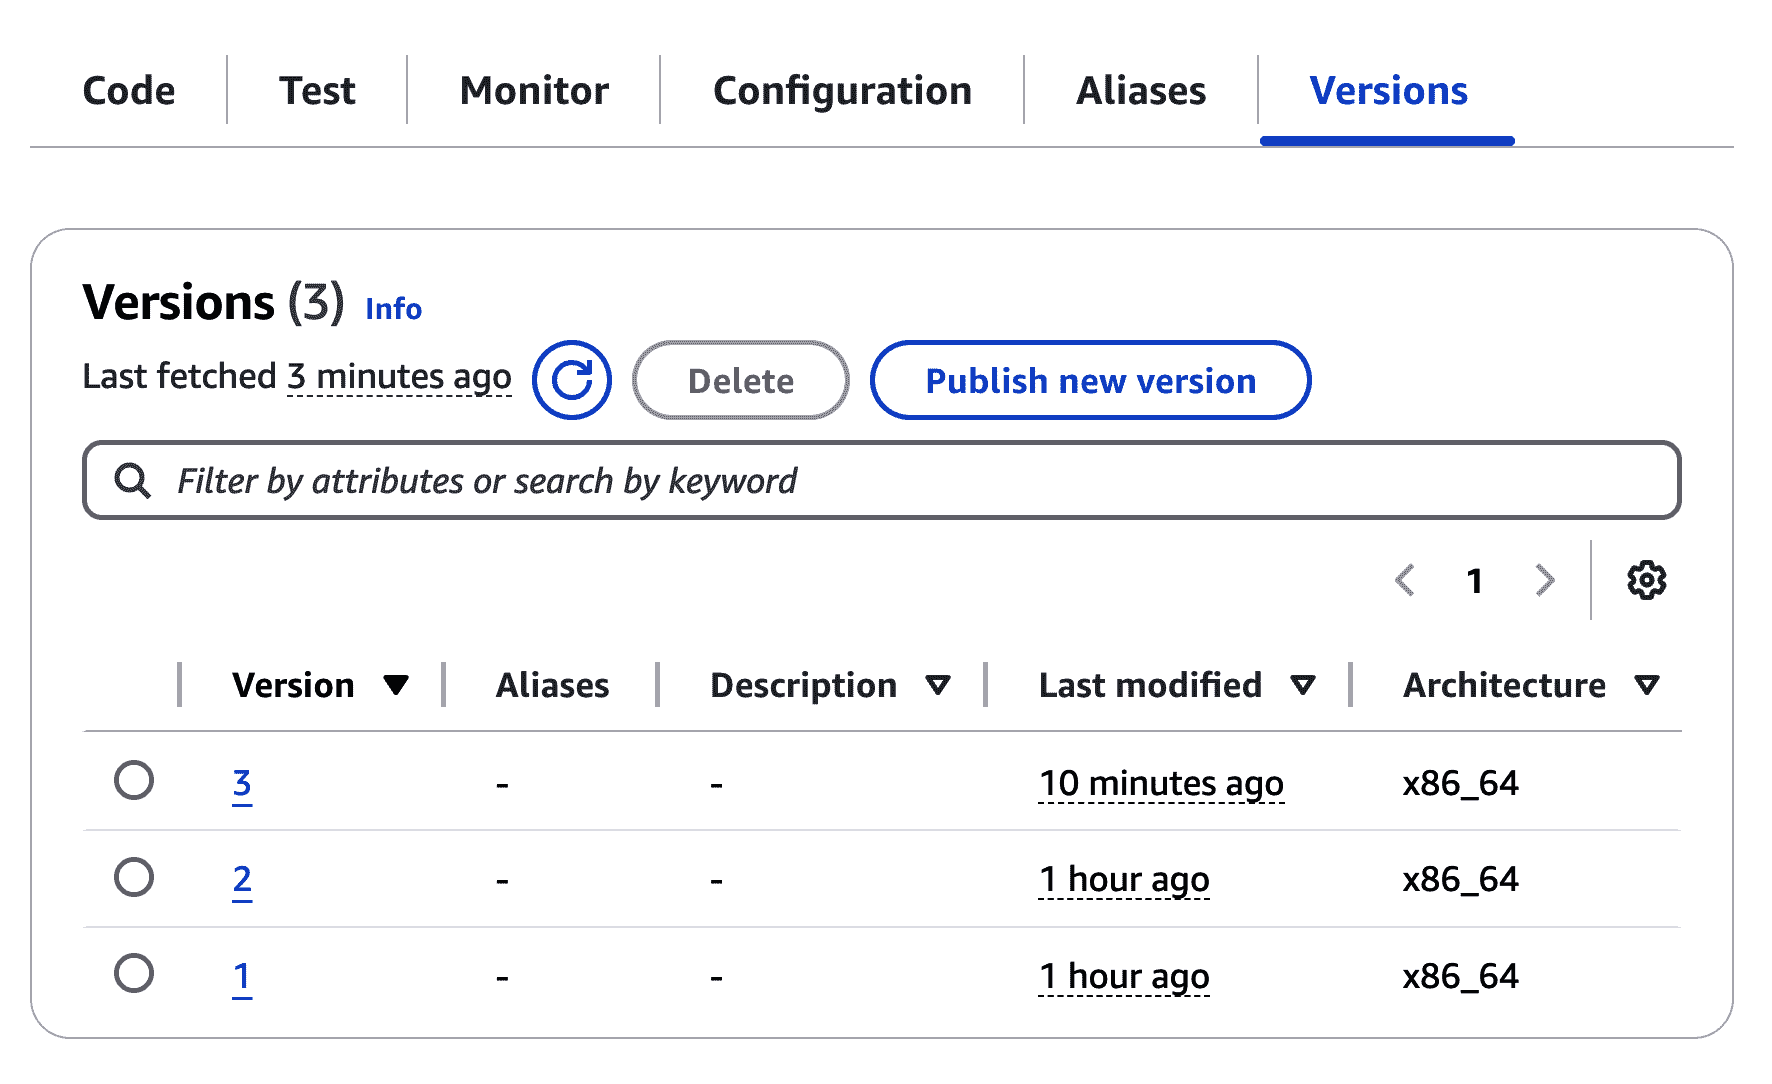 Code Test Monitor Configuration Aliases Versions
Versions (3) Info
Last fetched 3 minutes ago Delete Publish new version
Filter by attributes or search by keyword
1
Version Aliases Description Last modified Architecture
3 - - 10 minutes ago x86_64
2 - - 1 hour ago x86_64
1 - - 1 hour ago x86_64